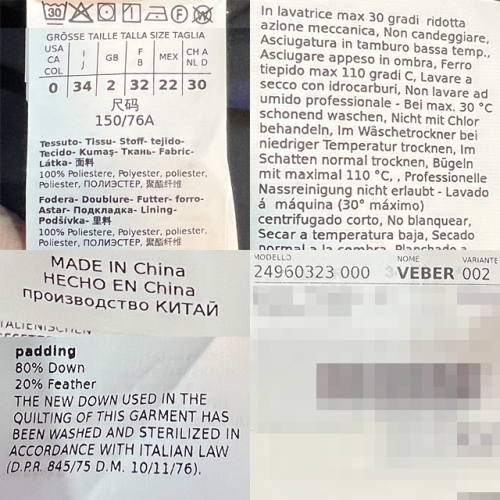 GRÖSSE TAILLE TALLA SIZE TAGLIA
USA CA COL I J GB F B MEX CH A NL D
0 34 2 32 22 30
尺码
150/76A
Tessuto- Tissu- Stoff- tejido-
Tecido- Kumaş- Ткань- Fabric-
Látka- 面料
100% Poliestere, Polyester, poliester,
Poliester, ПОЛИЭСТЕР, 聚酯纤维
Fodera- Doublure- Futter- forro-
Astar- Подкладка- Lining-
Podšívka- 里料
100% Poliestere, Polyester, poliester,
Poliester, ПОЛИЭСТЕР, 聚酯纤维
In lavatrice max 30 gradi ridotta
azione meccanica, Non candeggiare,
Asciugatura in tamburo bassa temp.,
Asciugare appeso in ombra, Ferro
tiepido max 110 gradi C, Lavare a
secco con idrocarburi, Non lavare ad
umido professionale - Bei max. 30 °C
schonend waschen, Nicht mit Chlor
behandeln, Im Wäschetrockner bei
niedriger Temperatur trocknen, Im
Schatten normal trocknen, Bügeln
mit maximal 110 °C, , Professionelle
Nassreinigung nicht erlaubt - Lavado
á máquina (30° máximo)
centrifugado corto, No blanquear,
Secar a temperatura baja, Secado
normal a la sombra, Planchado a
MADE IN China
HECHO EN China
производство КИТАЙ
ITALIENISCHEN
padding
80% Down
20% Feather
THE NEW DOWN USED IN THE
QUILTING OF THIS GARMENT HAS
BEEN WASHED AND STERILIZED IN
ACCORDANCE WITH ITALIAN LAW
(D.P.R. 845/75 D.M. 10/11/76).
MODELLO NOME VARIANTE
24960323 000 VEBER 002